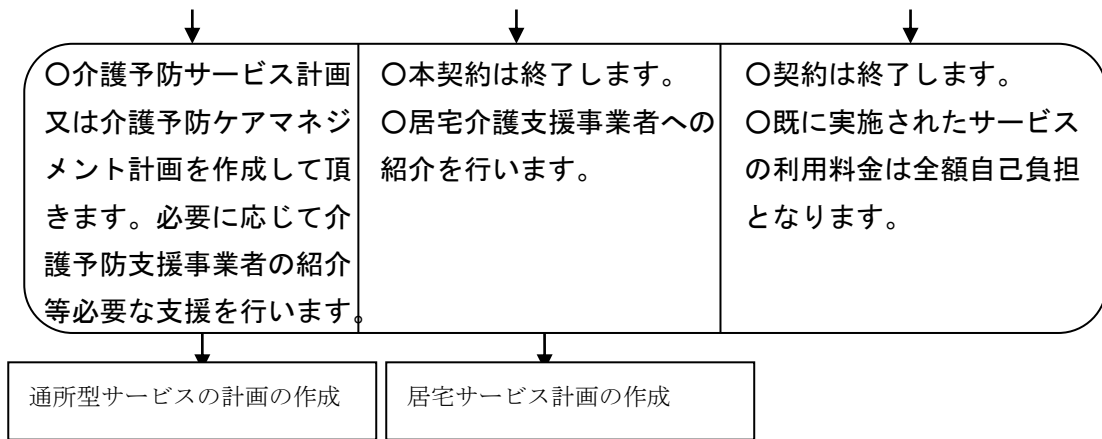 〇介護予防サービス計画
又は介護予防ケアマネジ
メント計画を作成して頂
きます。必要に応じて介
護予防支援事業者の紹介
等必要な支援を行います。
〇本契約は終了します。
〇居宅介護支援事業者への
紹介を行います。
〇契約は終了します。
〇既に実施されたサービス
の利用料金は全額自己負担
となります。
通所型サービスの計画の作成
居宅サービス計画の作成